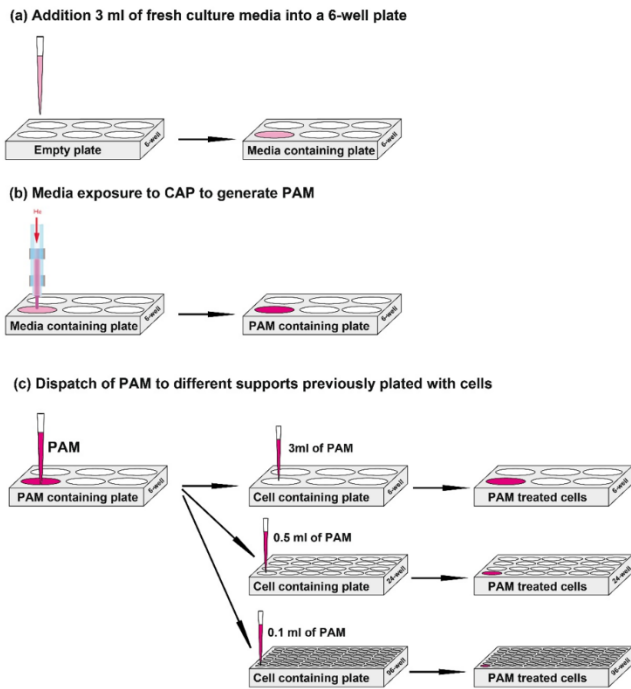 (a) Addition 3 ml of fresh culture media into a 6-well plate
Empty plate
6-well
Media containing plate
6-well
(b) Media exposure to CAP to generate PAM
He
Media containing plate
6-well
PAM containing plate
6-well
(c) Dispatch of PAM to different supports previously plated with cells
PAM
PAM containing plate
6-well
3ml of PAM
Cell containing plate
6-well
PAM treated cells
6-well
0.5 ml of PAM
Cell containing plate
24-well
PAM treated cells
24-well
0.1 ml of PAM
Cell containing plate
96-well
PAM treated cells
96-well